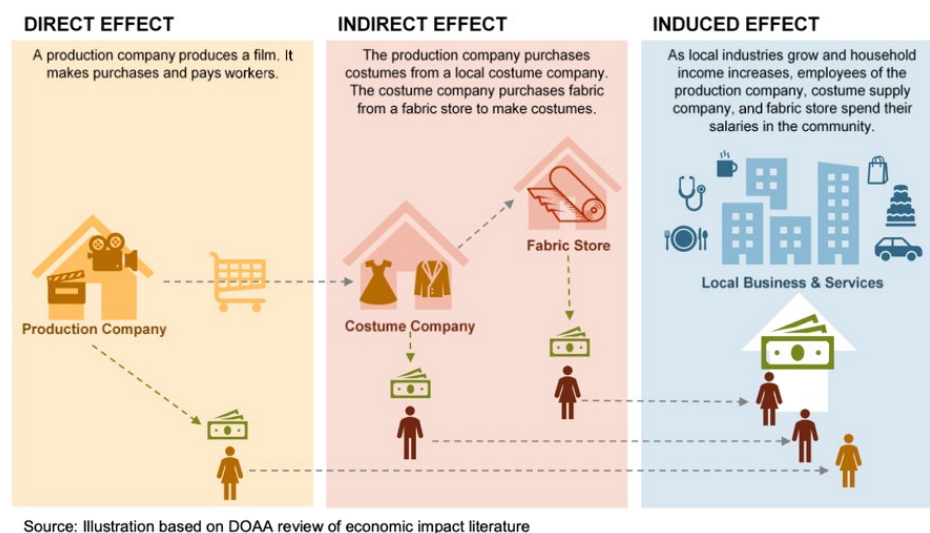 DIRECT EFFECT
A production company produces a film. It
makes purchases and pays workers.
Production Company
INDIRECT EFFECT
The production company purchases
costumes from a local costume company.
The costume company purchases fabric
from a fabric store to make costumes.
Fabric Store
Costume Company
INDUCED EFFECT
As local industries grow and household
income increases, employees of the
production company, costume supply
company, and fabric store spend their
salaries in the community.
Local Business & Services
Source: Illustration based on DOAA review of economic impact literature